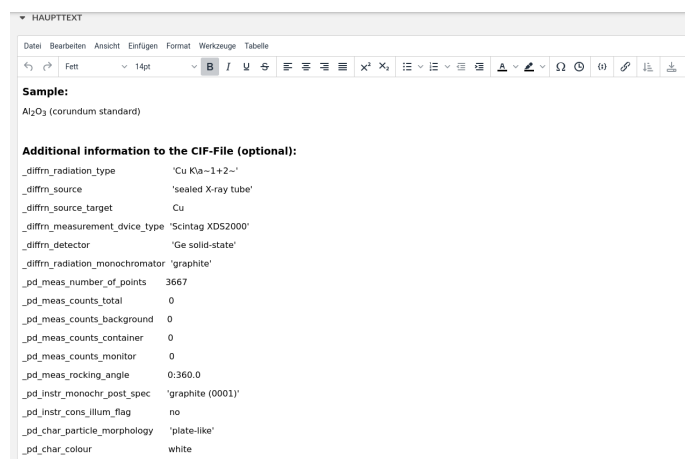 HAUPTTEXT
Datei Bearbeiten Ansicht Einfügen Format Werkzeuge Tabelle
Fett 14pt B I U S X² X₂ A Ω {;}
Sample:
Al₂O₃ (corundum standard)
Additional information to the CIF-File (optional):
_diffrn_radiation_type 'Cu K\a~1+2~'
_diffrn_source 'sealed X-ray tube'
_diffrn_source_target Cu
_diffrn_measurement_dvice_type 'Scintag XDS2000'
_diffrn_detector 'Ge solid-state'
_diffrn_radiation_monochromator 'graphite'
_pd_meas_number_of_points 3667
_pd_meas_counts_total 0
_pd_meas_counts_background 0
_pd_meas_counts_container 0
_pd_meas_counts_monitor 0
_pd_meas_rocking_angle 0:360.0
_pd_instr_monochr_post_spec 'graphite (0001)'
_pd_instr_cons_illum_flag no
_pd_char_particle_morphology 'plate-like'
_pd_char_colour white